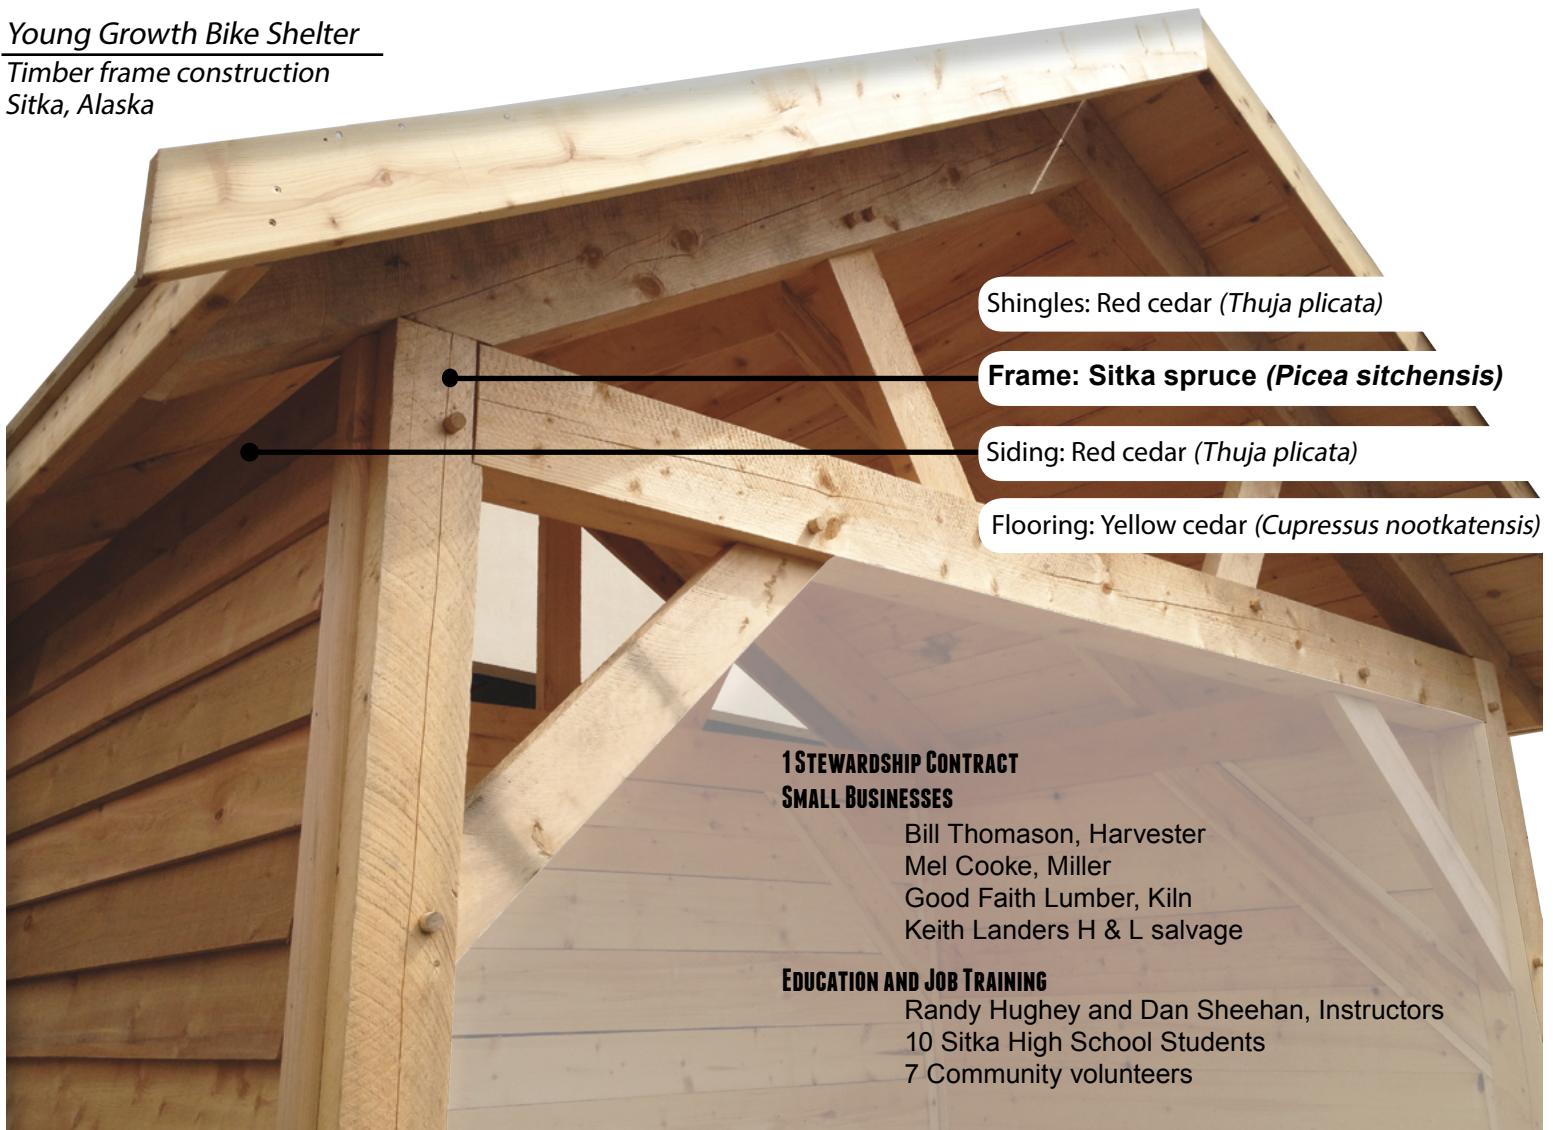 Young Growth Bike Shelter
Timber frame construction
Sitka, Alaska
Shingles: Red cedar (Thuja plicata)
Frame: Sitka spruce (Picea sitchensis)
Siding: Red cedar (Thuja plicata)
Flooring: Yellow cedar (Cupressus nootkatensis)
1 Stewardship Contract
Small Businesses
Bill Thomason, Harvester
Mel Cooke, Miller
Good Faith Lumber, Kiln
Keith Landers H & L salvage
Education and Job Training
Randy Hughey and Dan Sheehan, Instructors
10 Sitka High School Students
7 Community volunteers